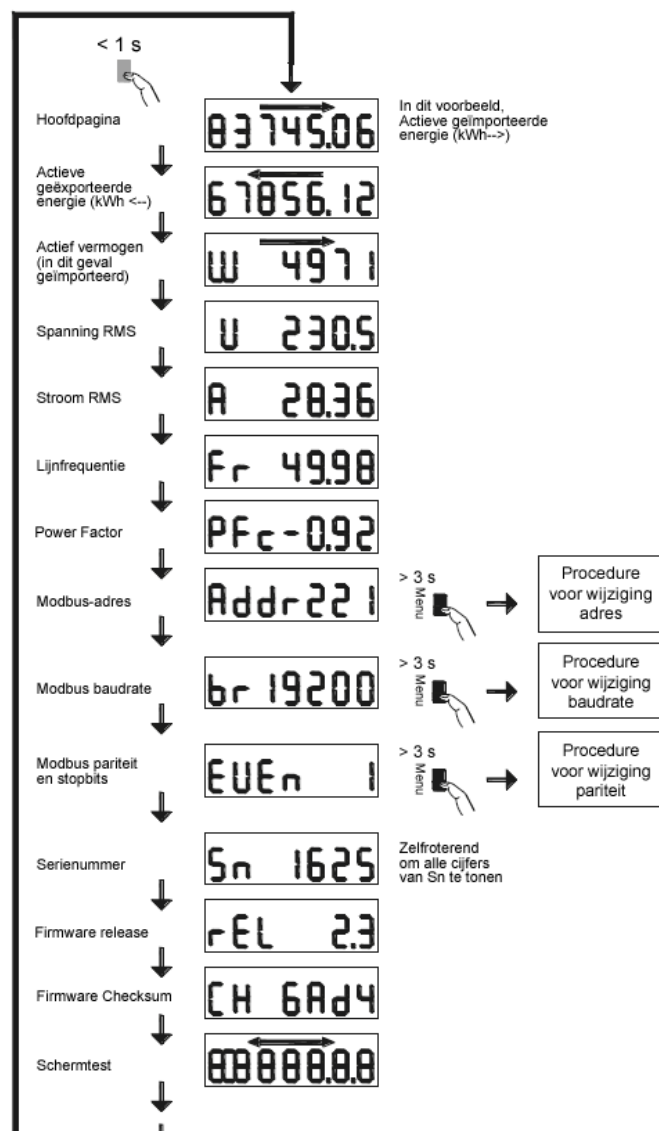 < 1 s
Hoofdpagina
83745.06
In dit voorbeeld,
Actieve geïmporteerde
energie (kWh-->)
Actieve
geëxporteerde
energie (kWh <--)
67856.12
Actief vermogen
(in dit geval
geïmporteerd)
W 4971
Spanning RMS
U 230.5
Stroom RMS
A 28.36
Lijnfrequentie
Fr 49.98
Power Factor
PFc-0.92
Modbus-adres
Addr221
> 3 s
Menu
Procedure
voor wijziging
adres
Modbus baudrate
br 19200
> 3 s
Menu
Procedure
voor wijziging
baudrate
Modbus pariteit
en stopbits
EVEn 1
> 3 s
Menu
Procedure
voor wijziging
pariteit
Serienummer
Sn 1625
Zelfroterend
om alle cijfers
van Sn te tonen
Firmware release
rEL 2.3
Firmware Checksum
CH 6Ad4
Schermtest
88888.8.8